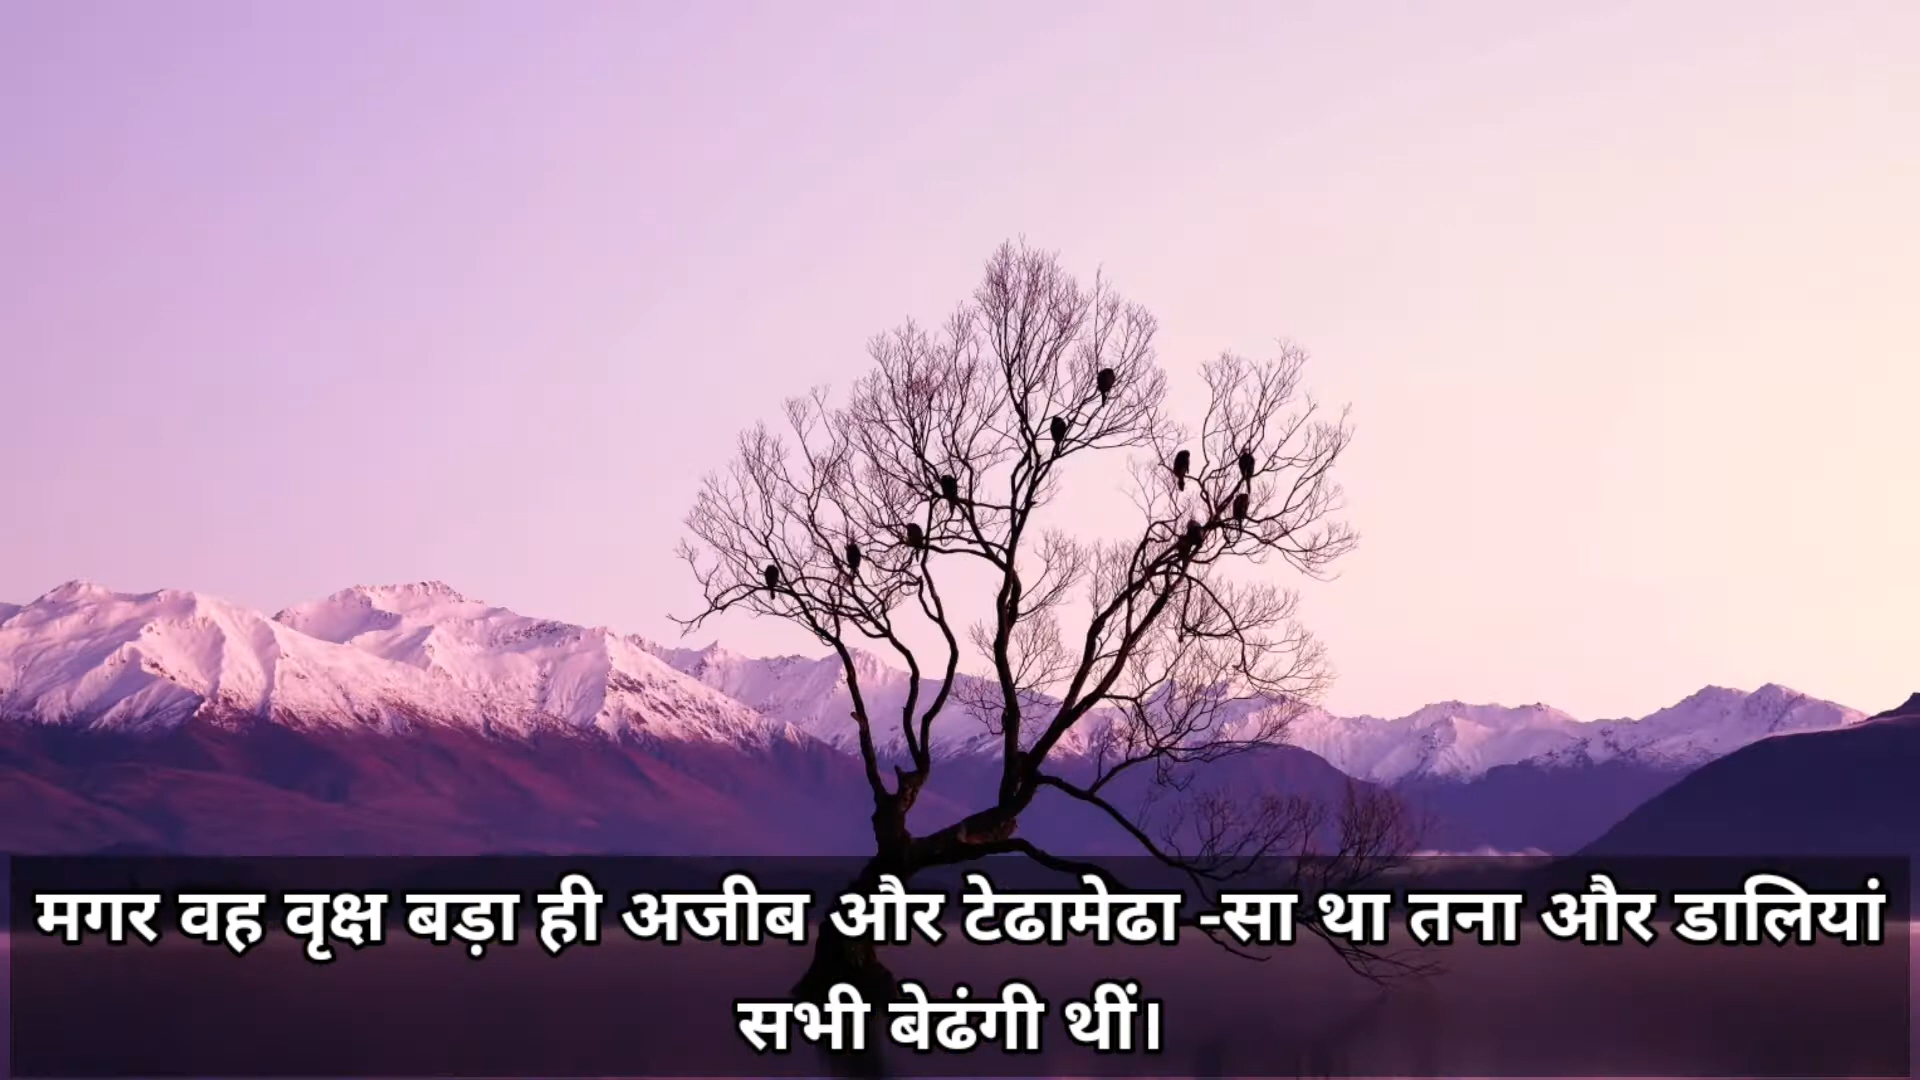 मगर वह वृक्ष बड़ा ही अजीब और टेढामेढा -सा था तना और डालियां
सभी बेढंगी थीं।